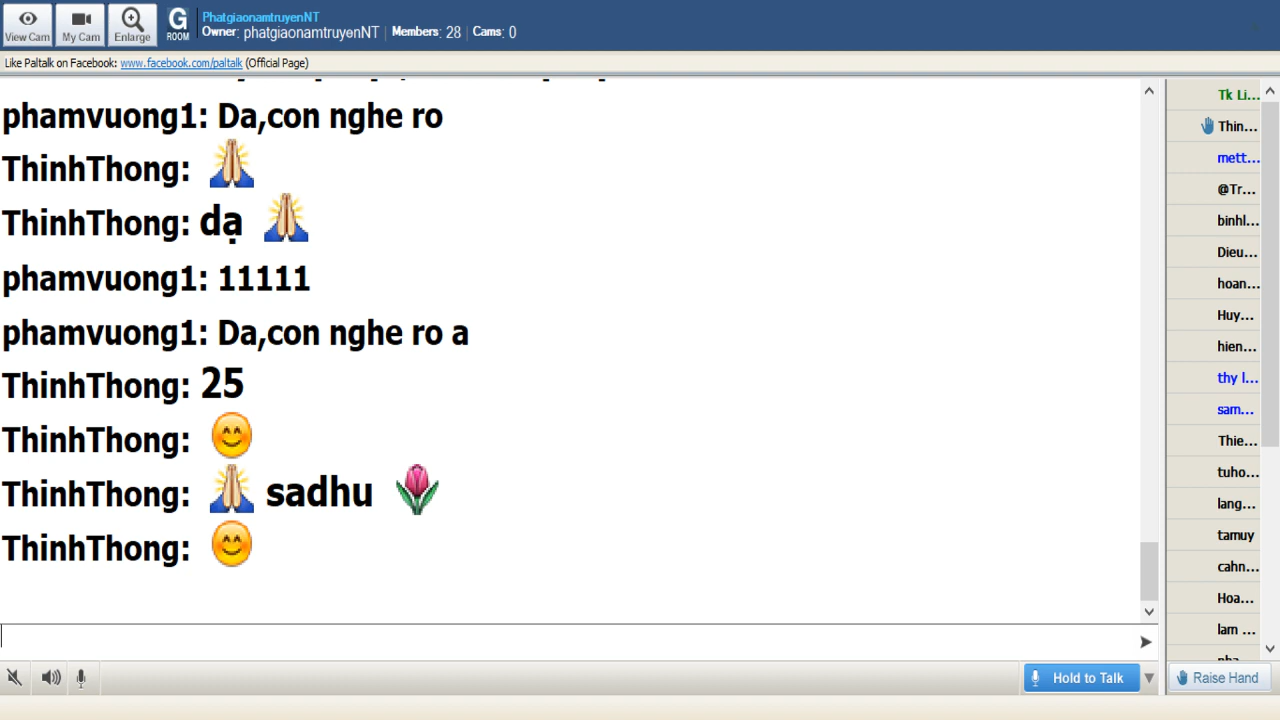 View Cam
My Cam
Enlarge
G
ROOM
PhatgiaonamtruyenNT
Owner: phatgiaonamtruyenNT | Members: 28 | Cams: 0
Like Paltalk on Facebook: www.facebook.com/paltalk (Official Page)
phamvuong1: Da,con nghe ro
ThinhThong: 🙏
ThinhThong: dạ 🙏
phamvuong1: 11111
phamvuong1: Da,con nghe ro a
ThinhThong: 25
ThinhThong: 😊
ThinhThong: 🙏 sadhu 🌷
ThinhThong: 😊
Tk Li...
Thin...
mett...
@Tr...
binhl...
Dieu...
hoan...
Huy...
hien...
thy l...
sam...
Thie...
tuho...
lang...
tamuy
cahn...
Hoa...
lam ...
Hold to Talk
Raise Hand